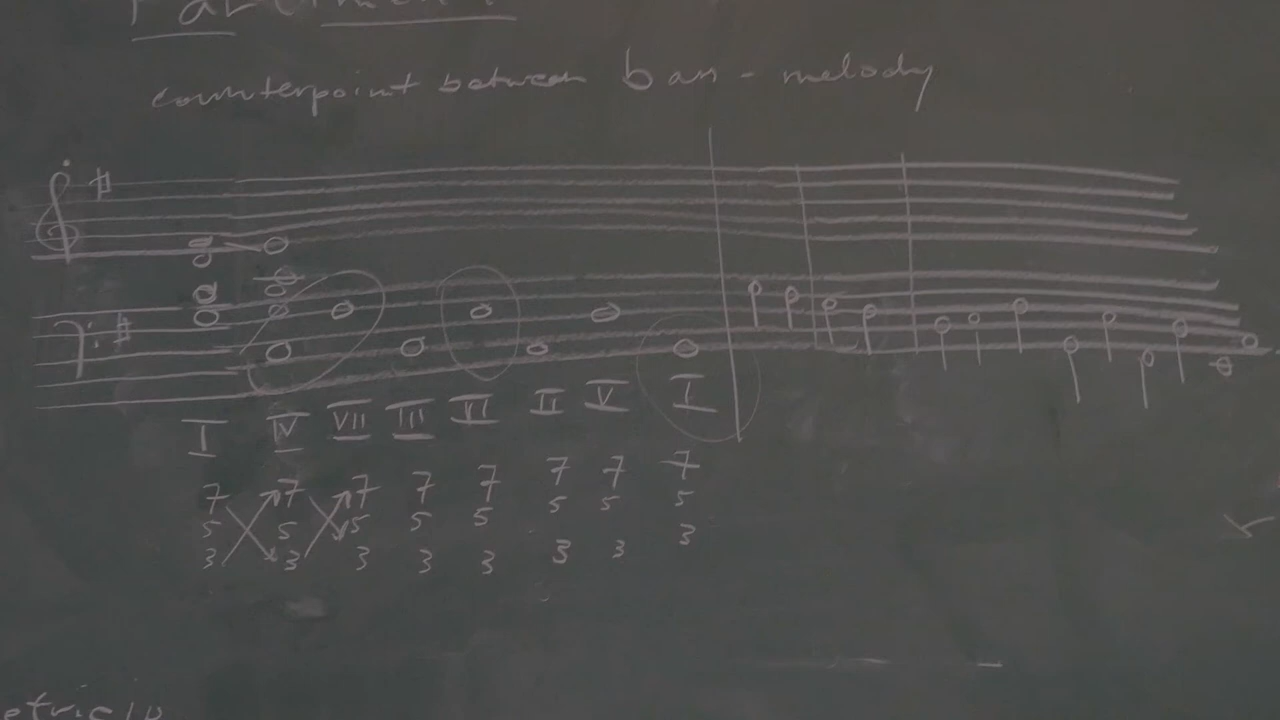 counterpoint between bass - melody
I IV VII III VI II V I
7 7 7 7 7 7 7 7
5 5 5 5 5 5 5 5
3 3 3 3 3 3 3 3